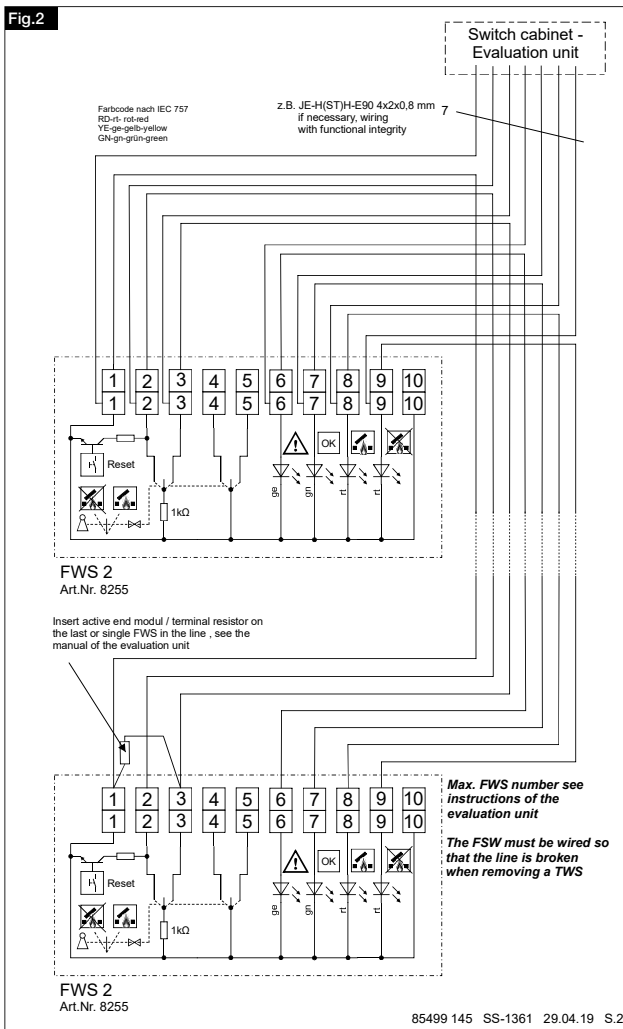 Fig.2
Switch cabinet -
Evaluation unit
Farbcode nach IEC 757
RD-rt- rot-red
YE-ge-gelb-yellow
GN-gn-grün-green
z.B. JE-H(ST)H-E90 4x2x0,8 mm
if necessary, wiring
with functional integrity
7
1 2 3 4 5 6 7 8 9 10
1 2 3 4 5 6 7 8 9 10
OK
Reset
ge gn rt rt
1kΩ
FWS 2
Art.Nr. 8255
Insert active end modul / terminal resistor on
the last or single FWS in the line , see the
manual of the evaluation unit
1 2 3 4 5 6 7 8 9 10
1 2 3 4 5 6 7 8 9 10
Max. FWS number see
instructions of the
evaluation unit
The FSW must be wired so
that the line is broken
when removing a TWS
OK
Reset
ge gn rt rt
1kΩ
FWS 2
Art.Nr. 8255
85499 145 SS-1361 29.04.19 S.2